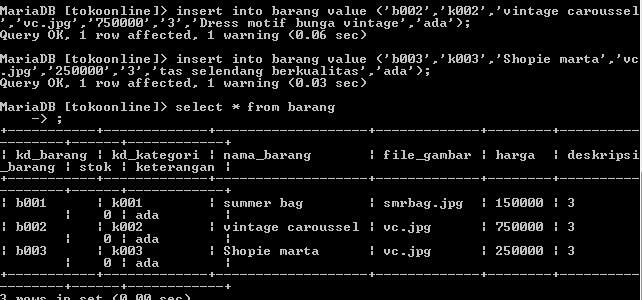 MariaDB [tokoonline]> insert into barang value ('b002','k002','vintage caroussel
','vc.jpg','750000','3','Dress motif bunga vintage','ada');
Query OK, 1 row affected, 1 warning (0.06 sec)
MariaDB [tokoonline]> insert into barang value ('b003','k003','Shopie marta','vc
.jpg','250000','3','tas selendang berkualitas','ada');
Query OK, 1 row affected, 1 warning (0.03 sec)
MariaDB [tokoonline]> select * from barang
-> ;
| kd_barang | kd_kategori | nama_barang | file_gambar | harga | deskripsi
_barang | stok | keterangan |
| b001 | k001 | summer bag | smrbag.jpg | 150000 | 3
| 0 | ada |
| b002 | k002 | vintage caroussel | vc.jpg | 750000 | 3
| 0 | ada |
| b003 | k003 | Shopie marta | vc.jpg | 250000 | 3
| 0 | ada |
3 rows in set (0.00 sec)